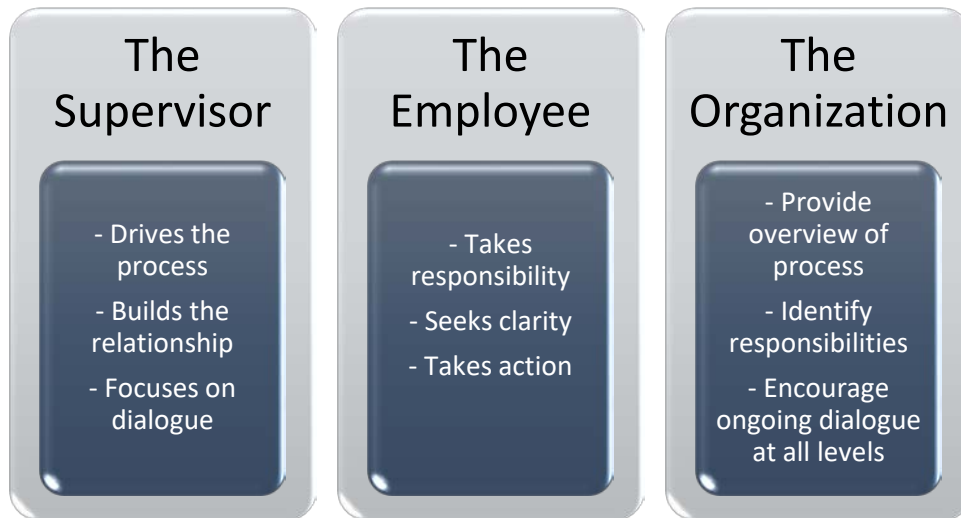 The
Supervisor
- Drives the
process
- Builds the
relationship
- Focuses on
dialogue
The
Employee
- Takes
responsibility
- Seeks clarity
- Takes action
The
Organization
- Provide
overview of
process
- Identify
responsibilities
- Encourage
ongoing dialogue
at all levels